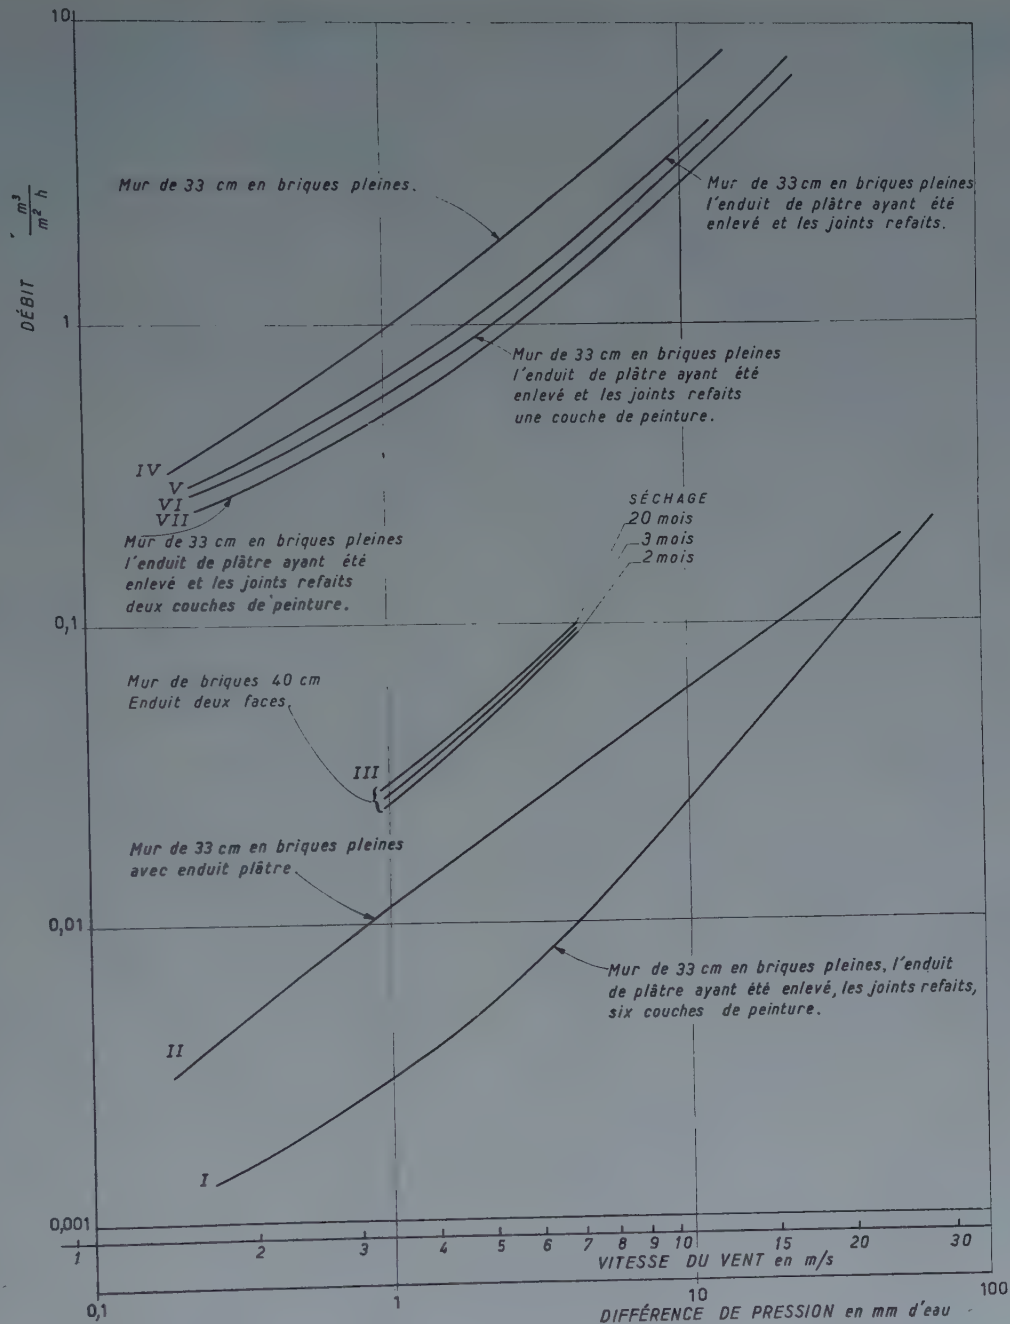 10
Mur de 33 cm en briques pleines.
Mur de 33 cm en briques pleines
l'enduit de plâtre ayant été
enlevé et les joints refaits.
DÉBIT m³ / m² h
1
Mur de 33 cm en briques pleines
l'enduit de plâtre ayant été
enlevé et les joints refaits
une couche de peinture.
IV
V
VI
VII
Mur de 33 cm en briques pleines
l'enduit de plâtre ayant été
enlevé et les joints refaits
deux couches de peinture.
SÉCHAGE
20 mois
3 mois
2 mois
0,1
Mur de briques 40 cm
Enduit deux faces.
III
Mur de 33 cm en briques pleines
avec enduit plâtre.
0,01
Mur de 33 cm en briques pleines, l'enduit
de plâtre ayant été enlevé, les joints refaits,
six couches de peinture.
II
I
0,001
1 2 3 4 5 6 7 8 9 10 15 20 30
VITESSE DU VENT en m/s
0,1 1 10 100
DIFFÉRENCE DE PRESSION en mm d'eau